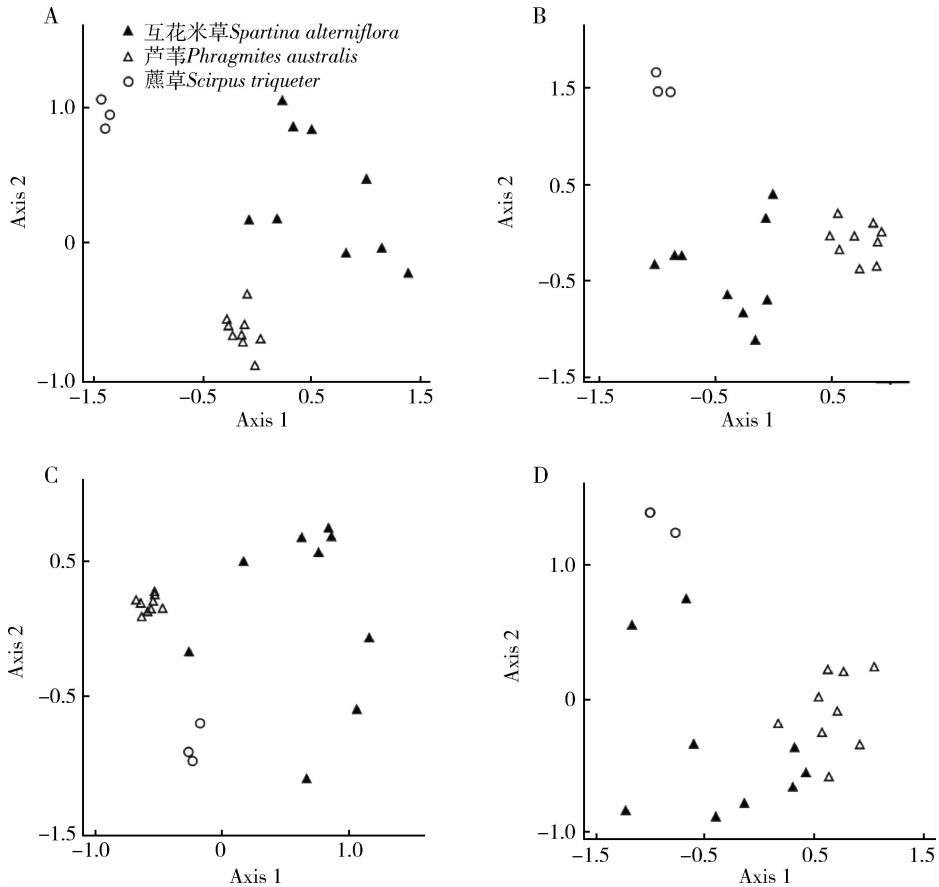 A
▲ 互花米草Spartina alterniflora
△ 芦苇Phragmites australis
○ 藨草Scirpus triqueter
1.0
0
−1.0
Axis 2
−1.5 −0.5 0.5 1.5
Axis 1
B
1.5
0.5
−0.5
−1.5
Axis 2
−1.5 −0.5 0.5
Axis 1
C
0.5
−0.5
−1.5
Axis 2
−1.0 0 1.0
Axis 1
D
1.0
0
−1.0
Axis 2
−1.5 −0.5 0.5 1.5
Axis 1